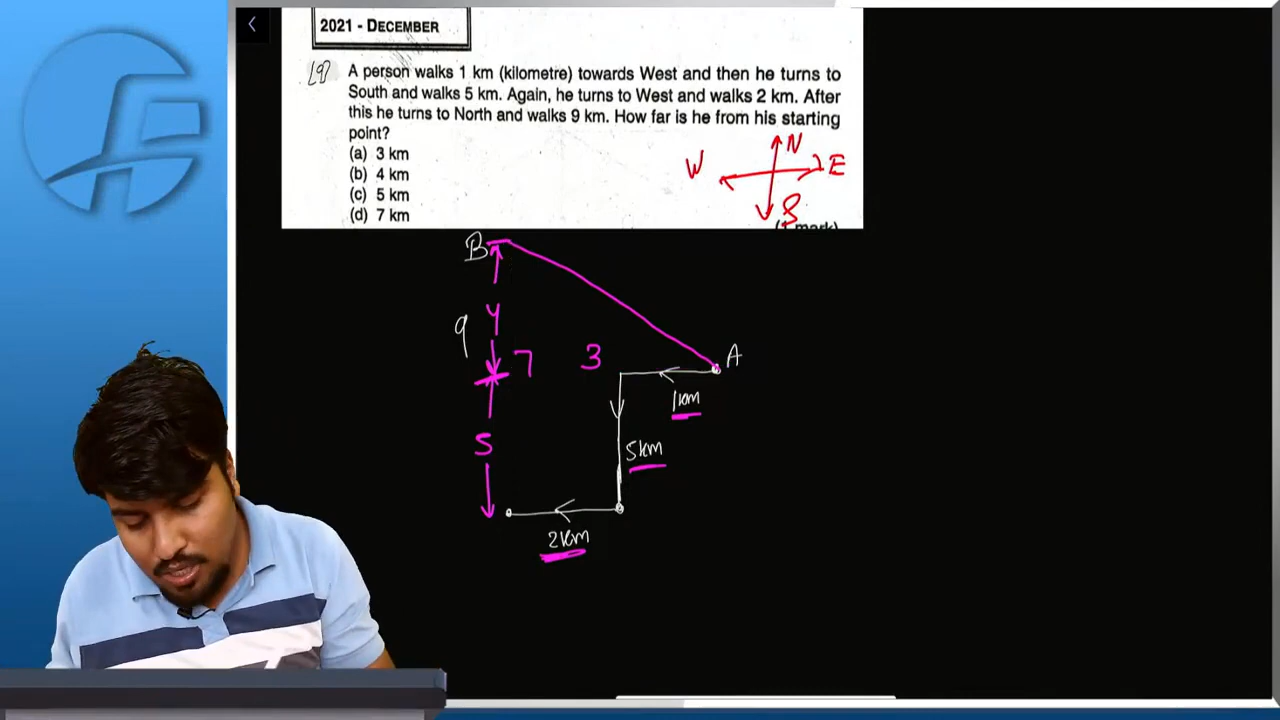 2021 - DECEMBER
[9] A person walks 1 km (kilometre) towards West and then he turns to
South and walks 5 km. Again, he turns to West and walks 2 km. After
this he turns to North and walks 9 km. How far is he from his starting
point?
(a) 3 km
(b) 4 km
(c) 5 km
(d) 7 km
N
W
E
S
(1 mark)
B
9
4
7
3
A
1km
5
5km
2km